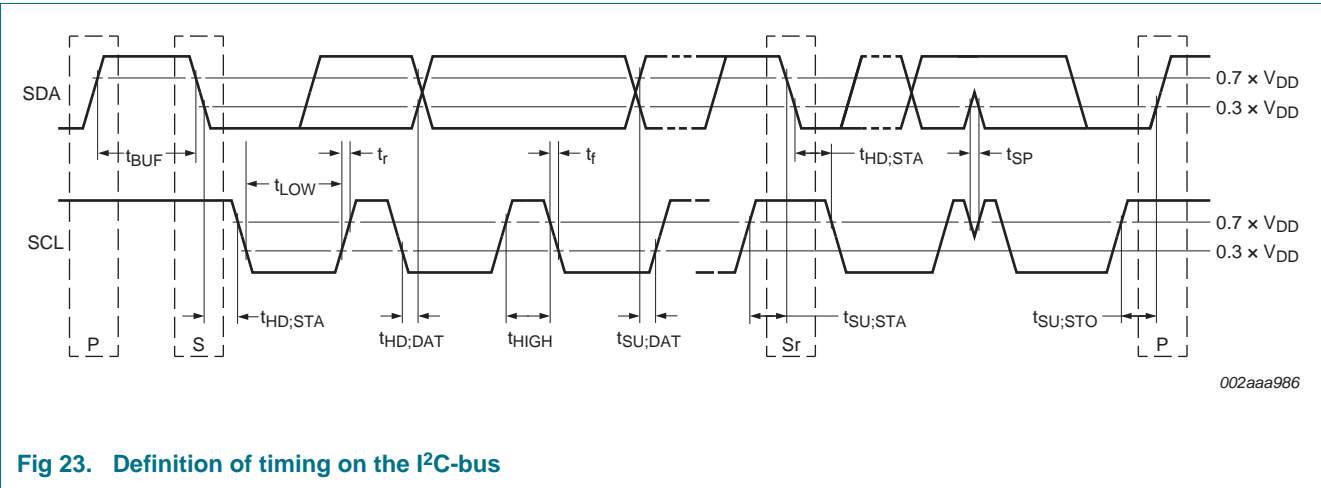 SDA
0.7 × VDD
0.3 × VDD
tBUF
tr
tf
tHD;STA
tSP
tLOW
SCL
0.7 × VDD
0.3 × VDD
tHD;STA
tHD;DAT
tHIGH
tSU;DAT
tSU;STA
tSU;STO
P
S
Sr
P
002aaa986
Fig 23. Definition of timing on the I²C-bus